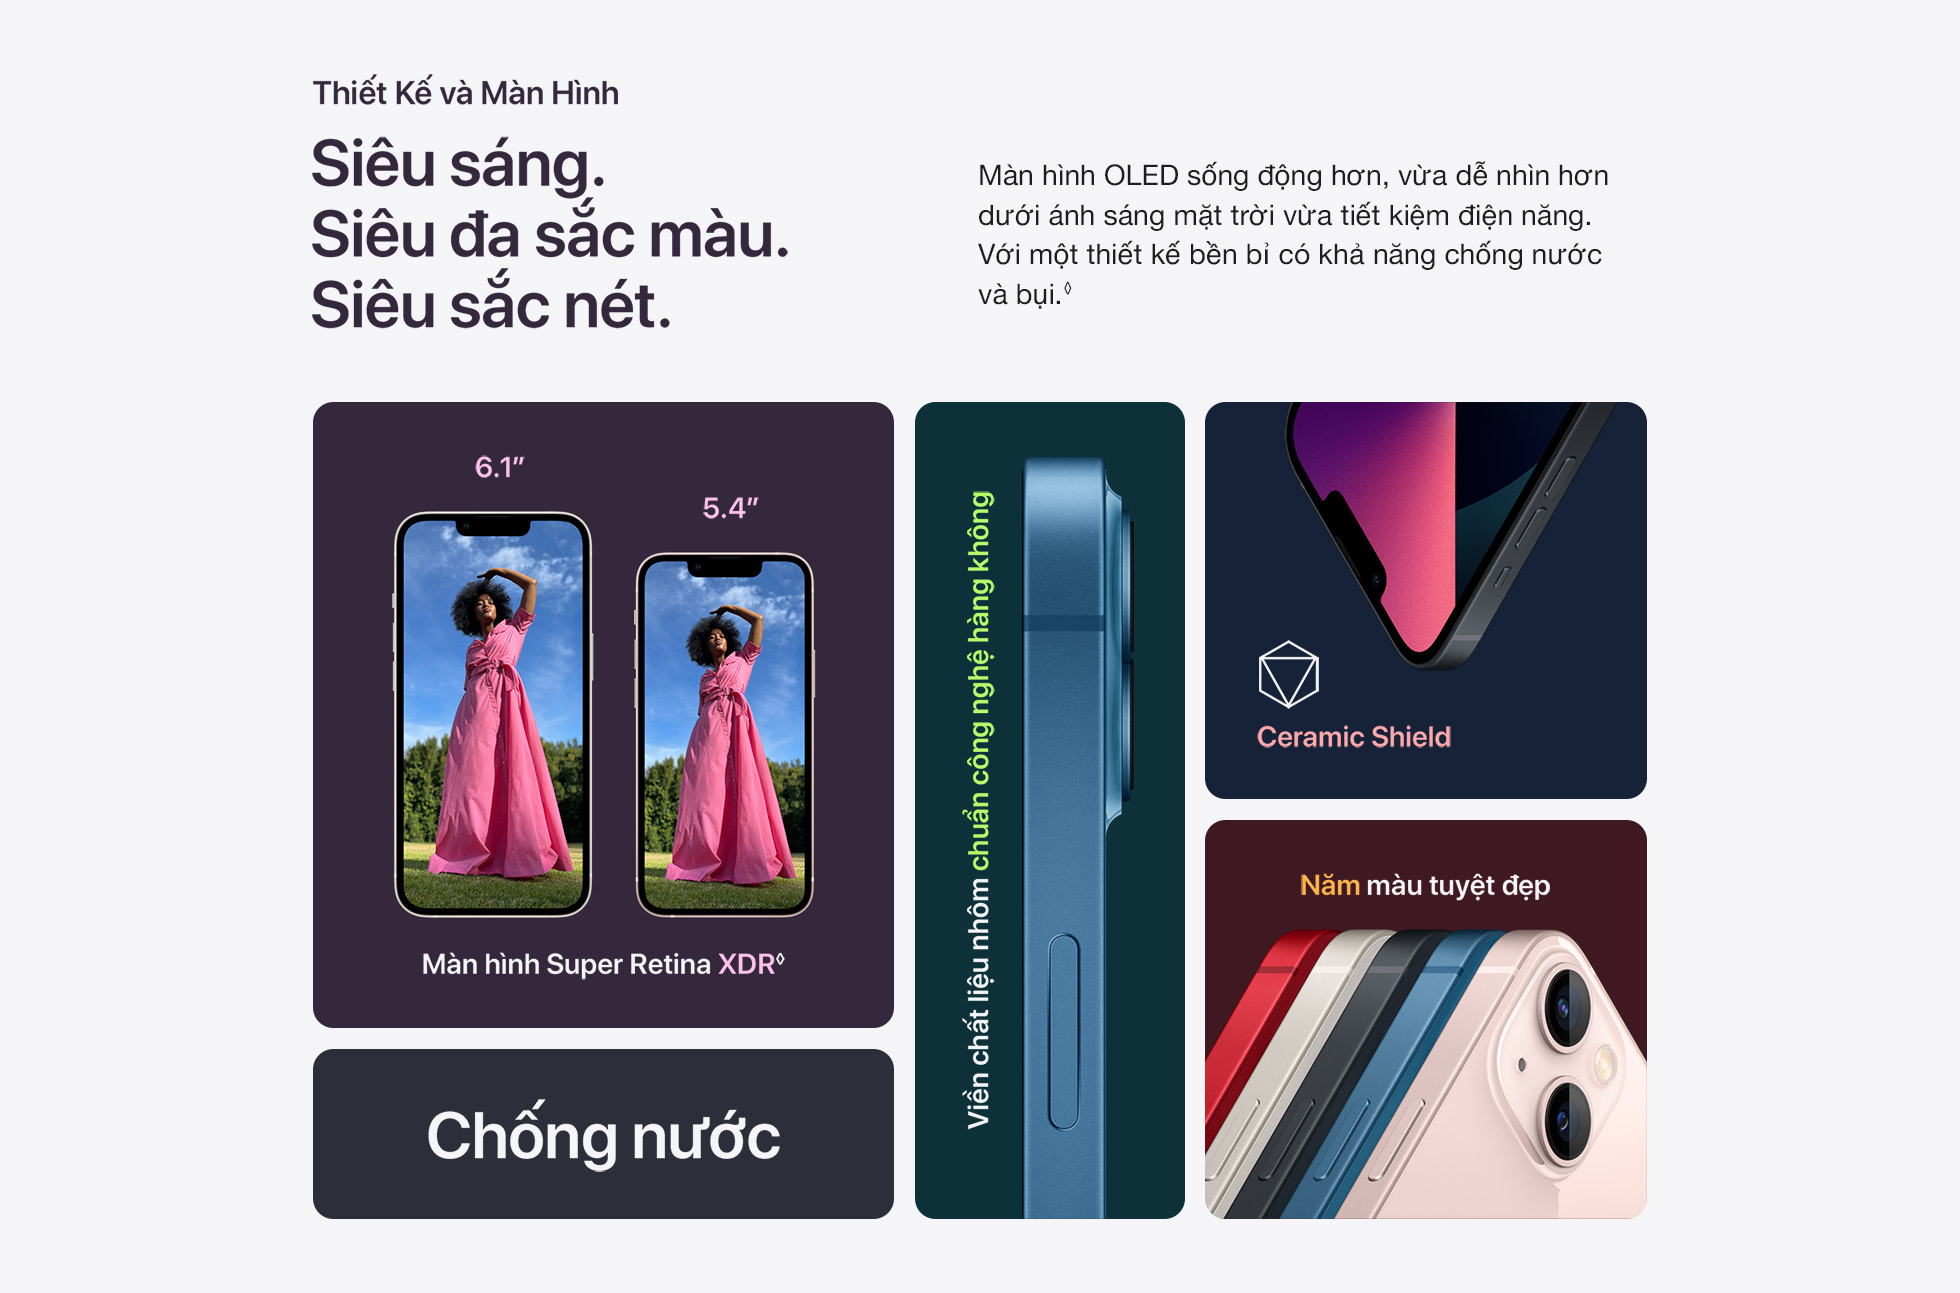 Thiết Kế và Màn Hình
Siêu sáng.
Siêu đa sắc màu.
Siêu sắc nét.
Màn hình OLED sống động hơn, vừa dễ nhìn hơn
dưới ánh sáng mặt trời vừa tiết kiệm điện năng.
Với một thiết kế bền bỉ có khả năng chống nước
và bụi.◊
6.1″
5.4″
Màn hình Super Retina XDR◊
Chống nước
Viền chất liệu nhôm chuẩn công nghệ hàng không
Ceramic Shield
Năm màu tuyệt đẹp